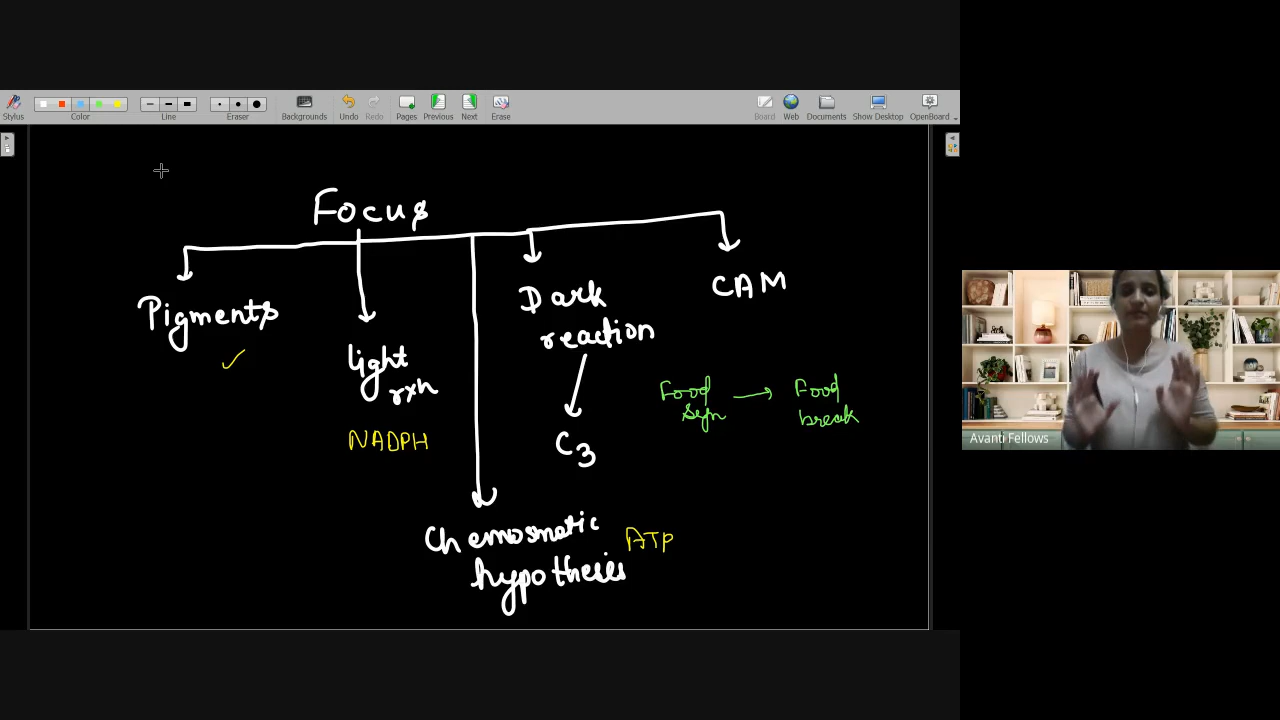 Stylus
Color
Line
Eraser
Backgrounds
Undo
Redo
Pages
Previous
Next
Erase
Board
Web
Documents
Show Desktop
OpenBoard
Focus
Pigments
light
rxn
NADPH
Dark
reaction
C3
CAM
Food
syn
Food
break
Chemosmotic
hypothesis
ATP
Avanti Fellows